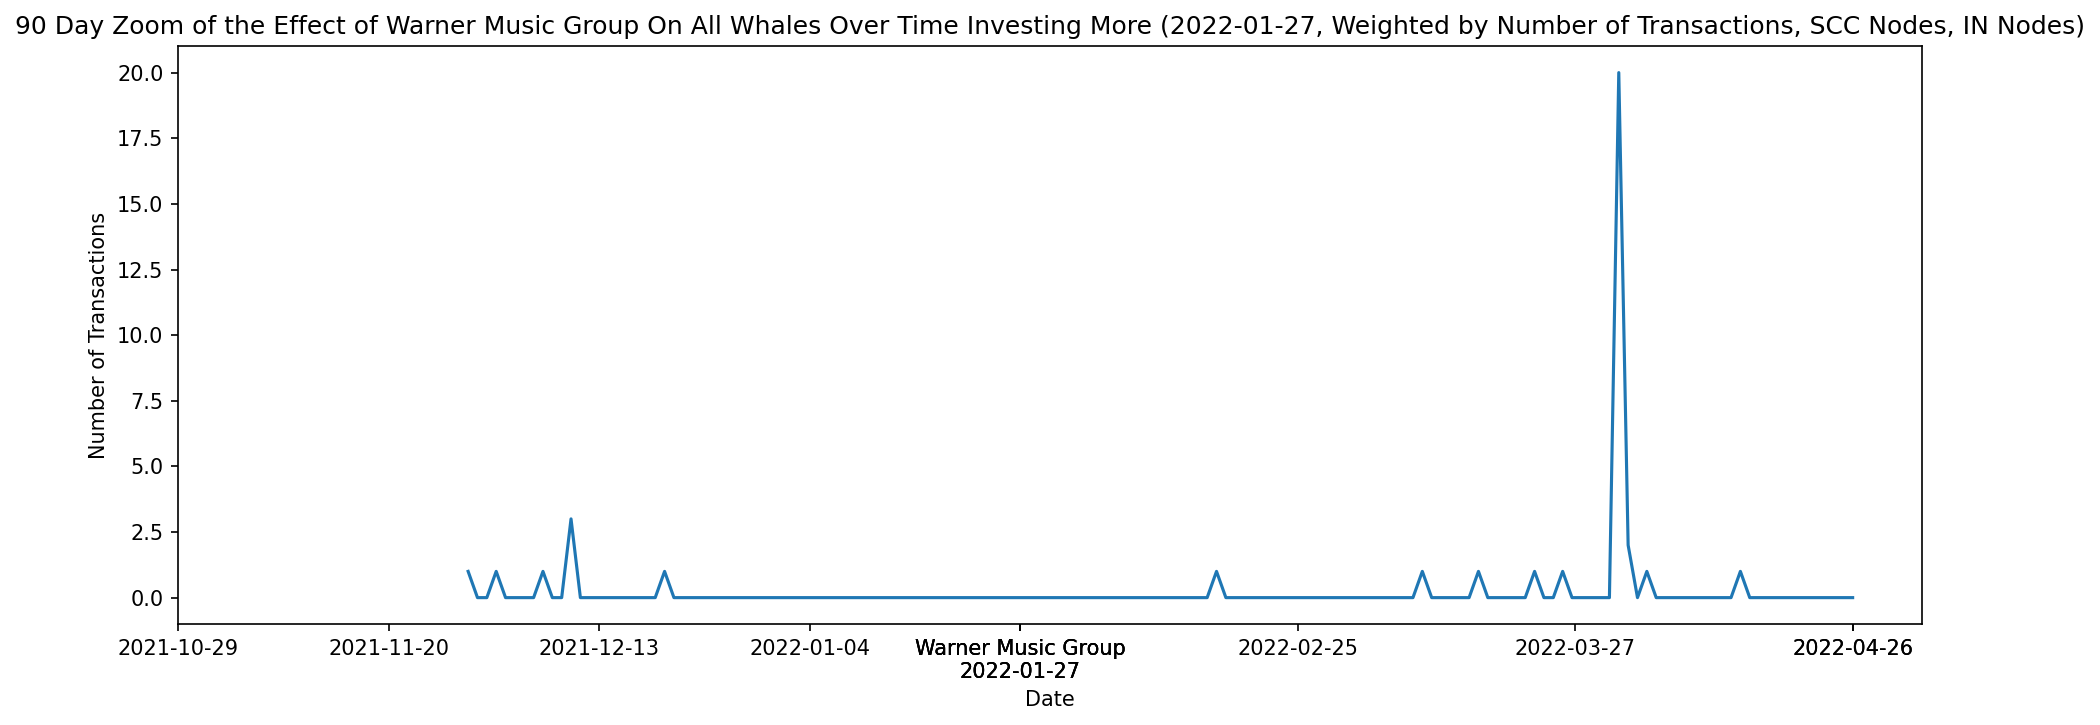 90 Day Zoom of the Effect of Warner Music Group On All Whales Over Time Investing More (2022-01-27, Weighted by Number of Transactions, SCC Nodes, IN Nodes)
20.0
17.5
15.0
12.5
10.0
7.5
5.0
2.5
0.0
Number of Transactions
2021-10-29 2021-11-20 2021-12-13 2022-01-04 Warner Music Group 2022-02-25 2022-03-27 2022-04-26
2022-01-27
Date